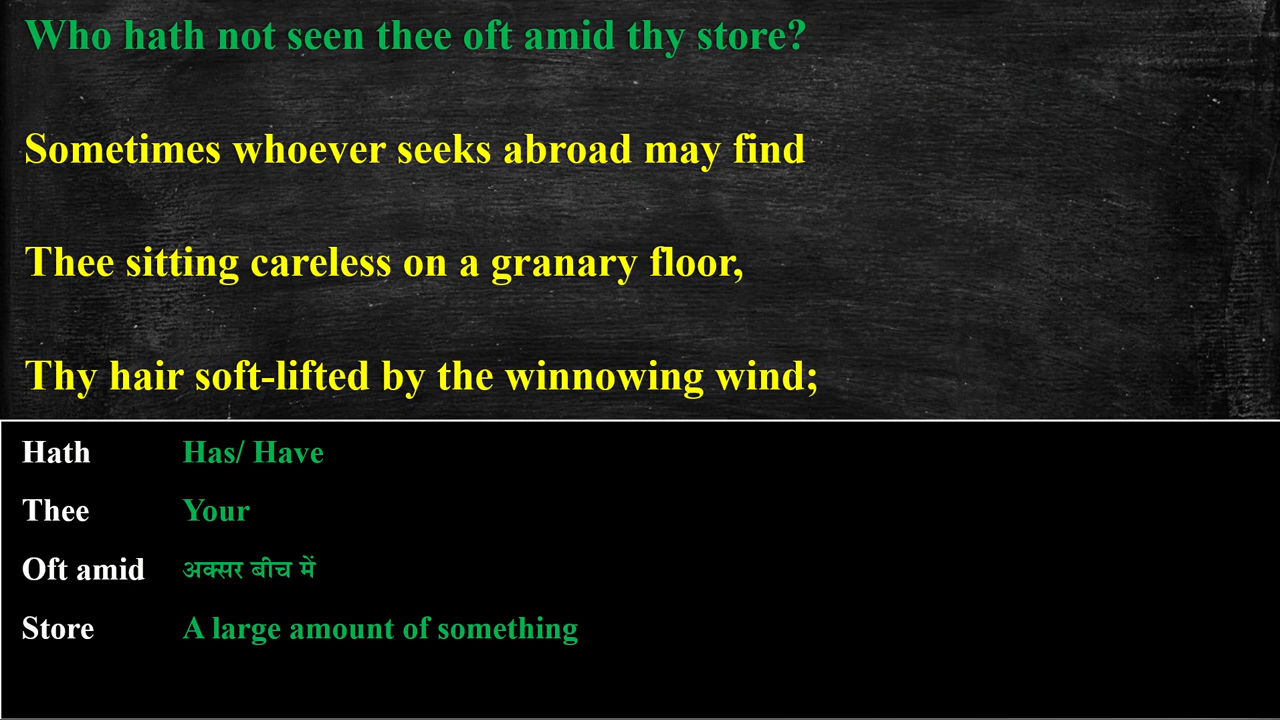 Who hath not seen thee oft amid thy store?
Sometimes whoever seeks abroad may find
Thee sitting careless on a granary floor,
Thy hair soft-lifted by the winnowing wind;
Hath Has/ Have
Thee Your
Oft amid अक्सर बीच में
Store A large amount of something